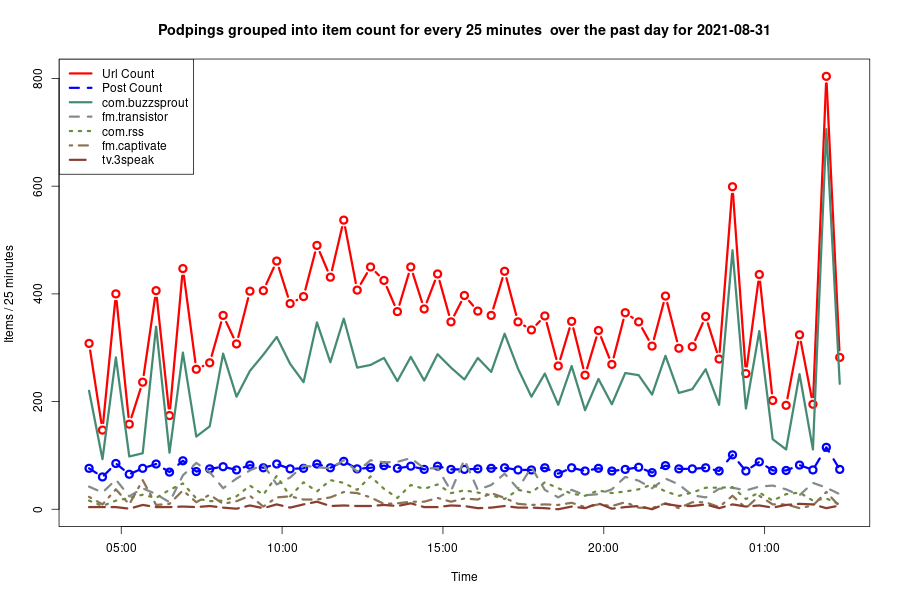 Podpings grouped into item count for every 25 minutes  over the past day for 2021-08-31
Url Count
Post Count
com.buzzsprout
fm.transistor
com.rss
fm.captivate
tv.3speak
Items / 25 minutes
800
600
400
200
0
05:00 10:00 15:00 20:00 01:00
Time